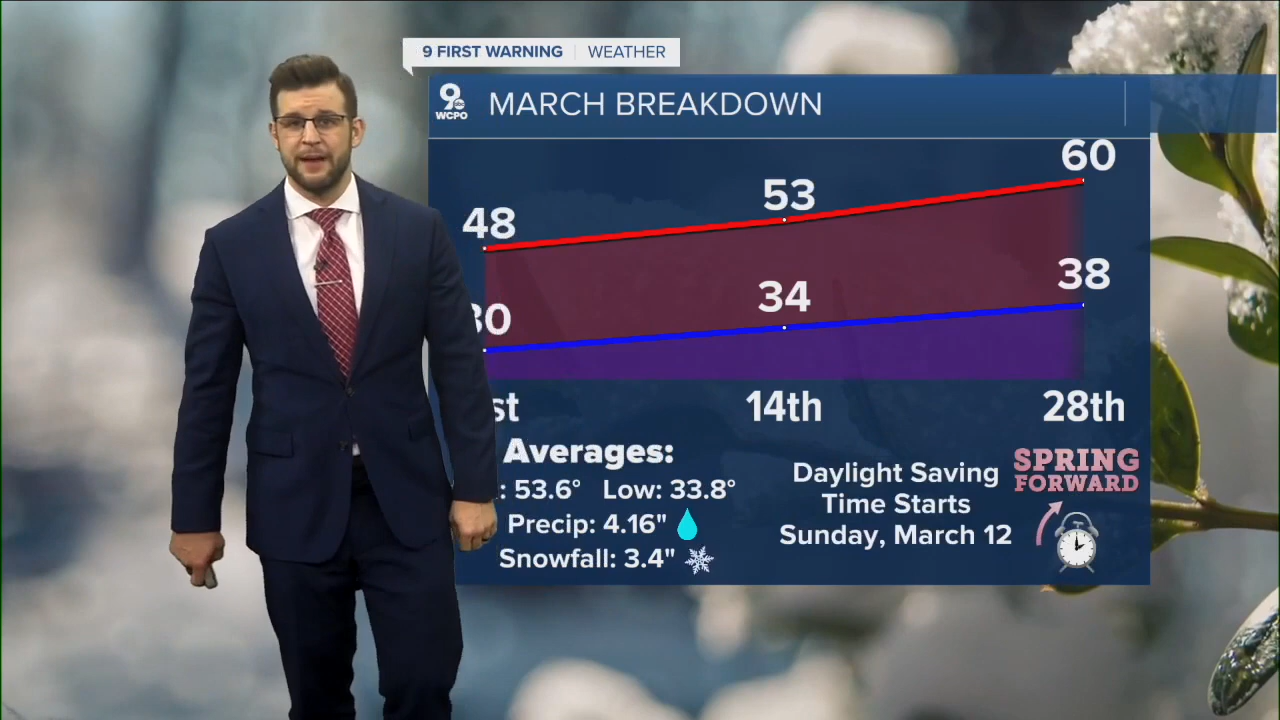 9 FIRST WARNING | WEATHER
9
WCPO
MARCH BREAKDOWN
48 53 60
34 38
14th 28th
Averages:
: 53.6° Low: 33.8°
Precip: 4.16"
Snowfall: 3.4"
Daylight Saving
Time Starts
Sunday, March 12
SPRING
FORWARD